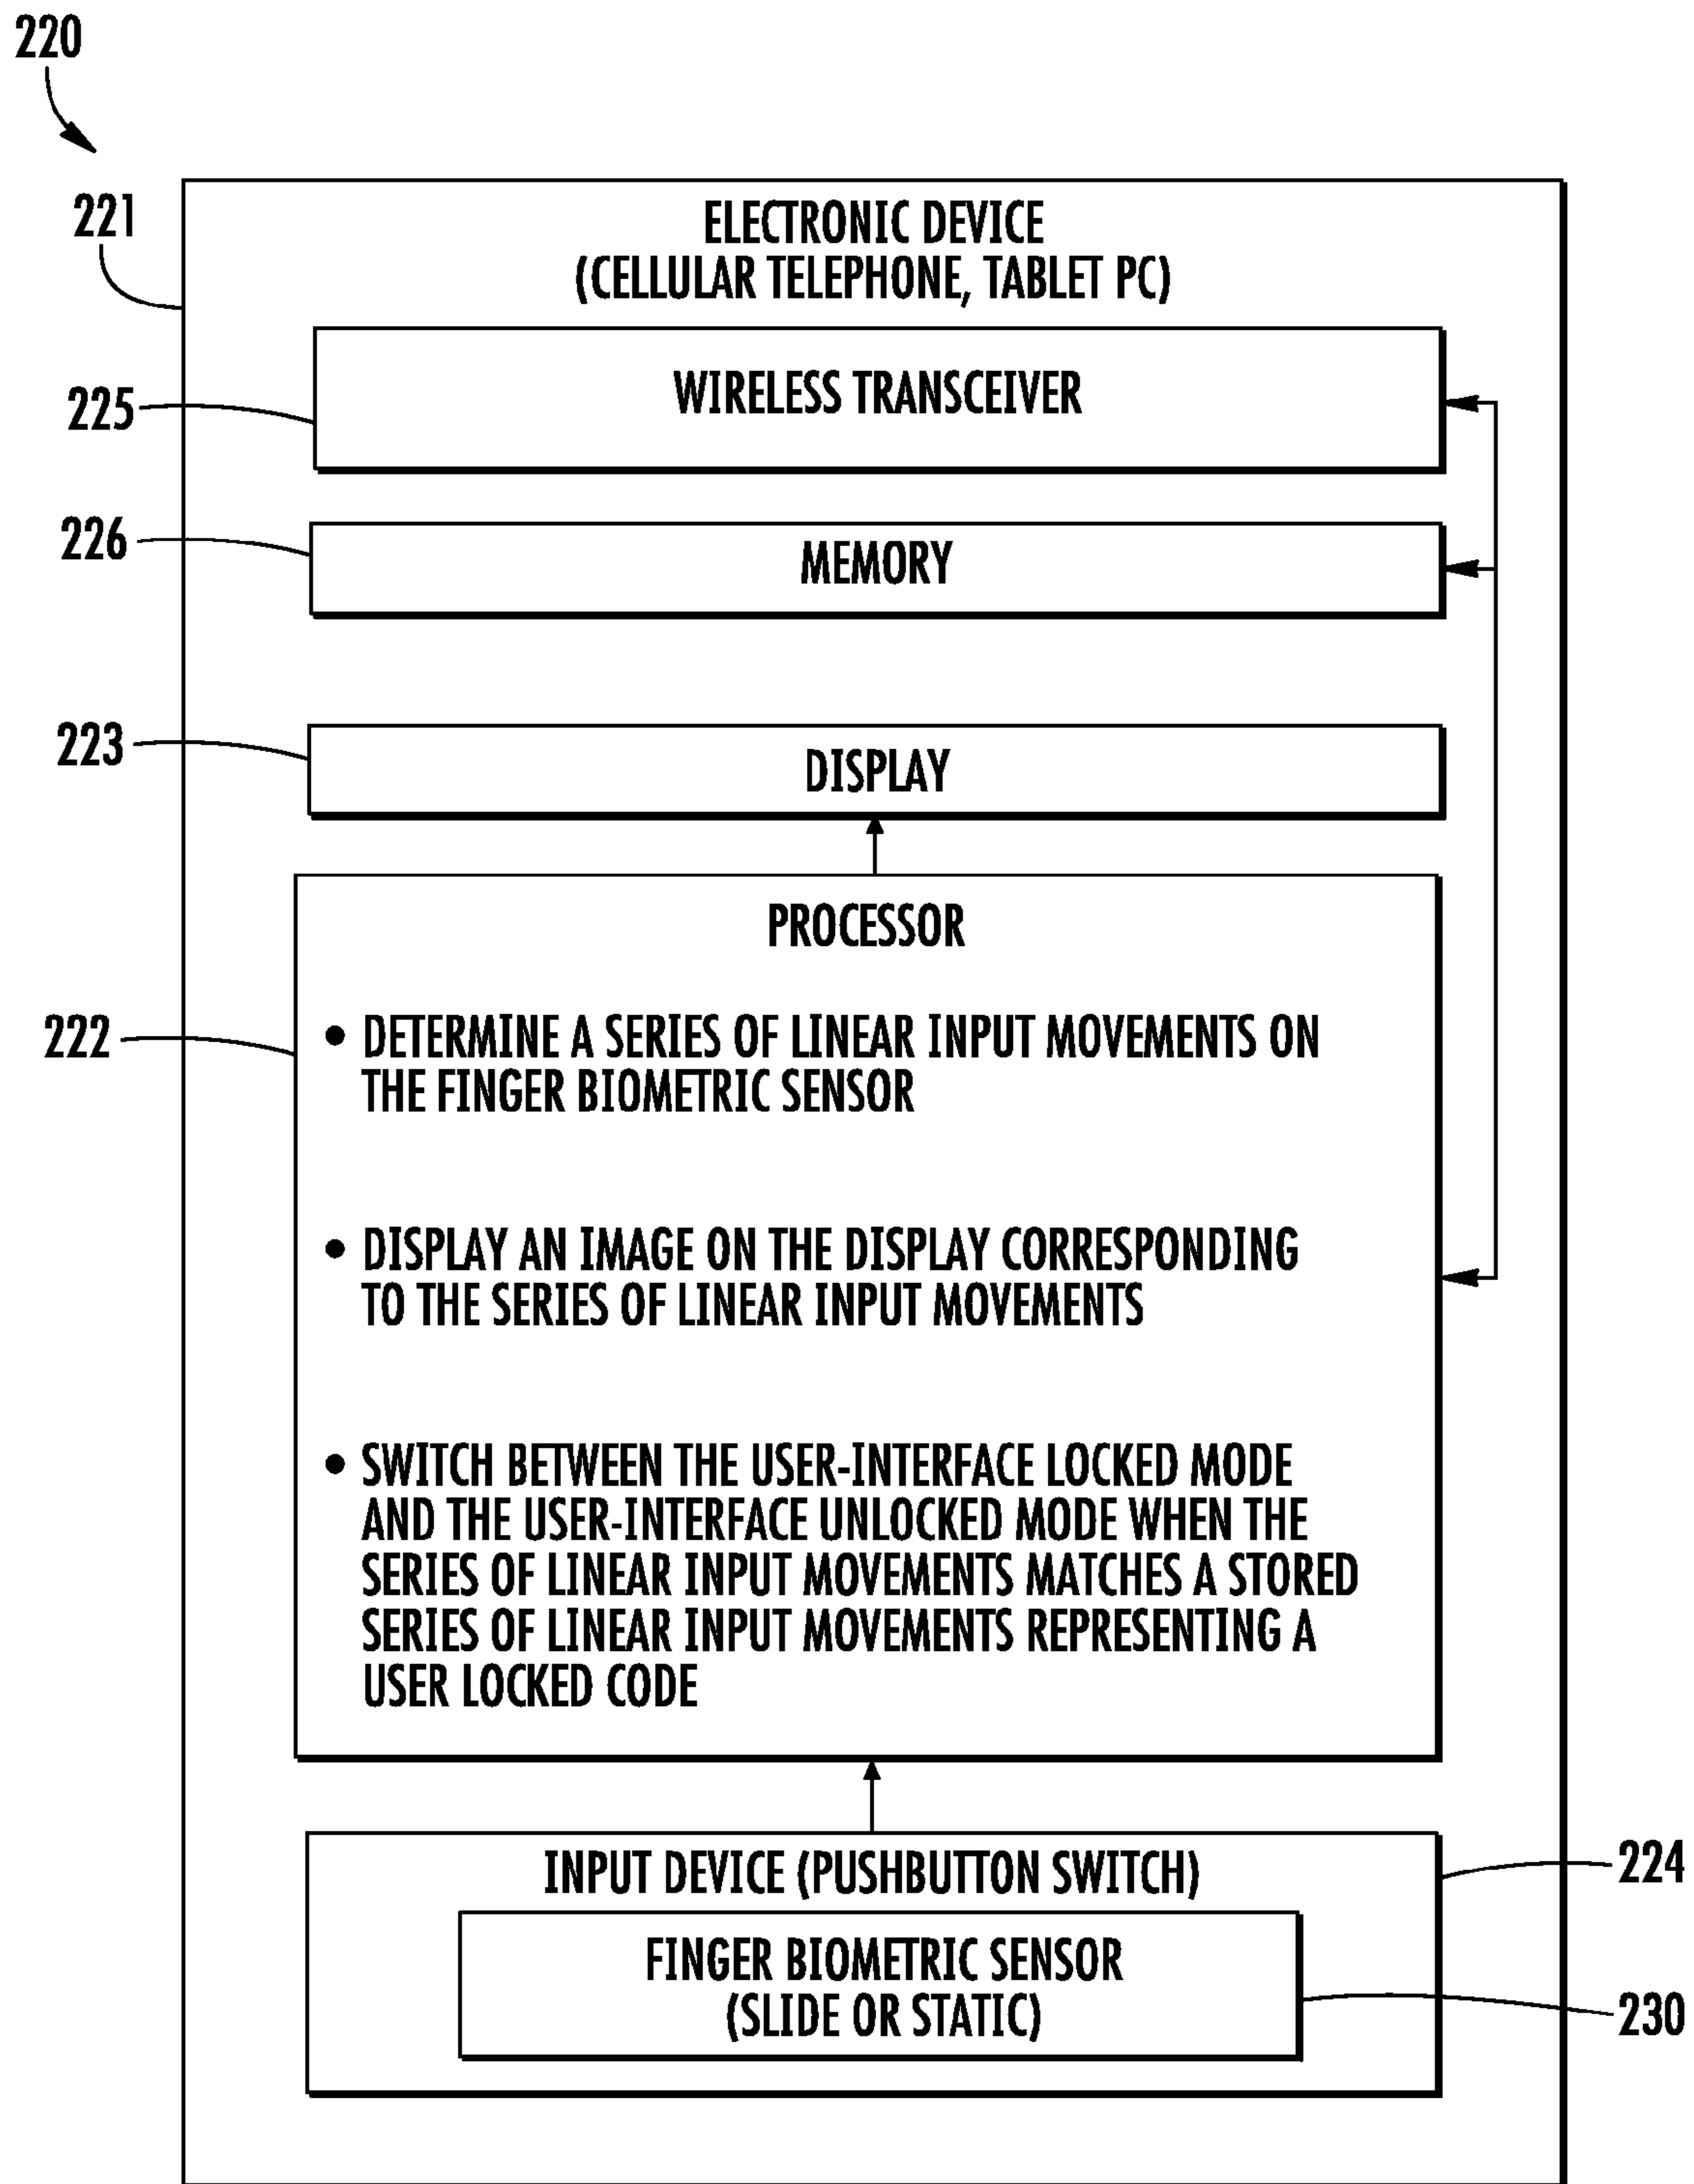 220
221
ELECTRONIC DEVICE
(CELLULAR TELEPHONE, TABLET PC)
WIRELESS TRANSCEIVER
225
226
MEMORY
223
DISPLAY
PROCESSOR
222
• DETERMINE A SERIES OF LINEAR INPUT MOVEMENTS ON
THE FINGER BIOMETRIC SENSOR
• DISPLAY AN IMAGE ON THE DISPLAY CORRESPONDING
TO THE SERIES OF LINEAR INPUT MOVEMENTS
• SWITCH BETWEEN THE USER-INTERFACE LOCKED MODE
AND THE USER-INTERFACE UNLOCKED MODE WHEN THE
SERIES OF LINEAR INPUT MOVEMENTS MATCHES A STORED
SERIES OF LINEAR INPUT MOVEMENTS REPRESENTING A
USER LOCKED CODE
INPUT DEVICE (PUSHBUTTON SWITCH)
224
FINGER BIOMETRIC SENSOR
(SLIDE OR STATIC)
230